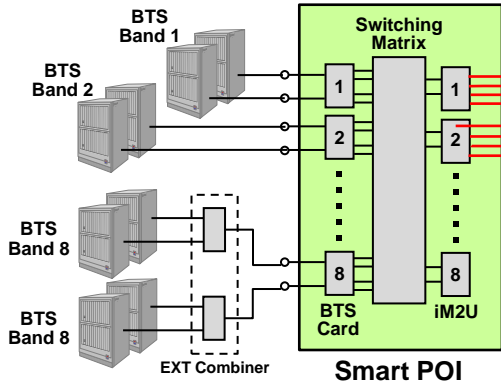 BTS
Band 1
BTS
Band 2
BTS
Band 8
BTS
Band 8
EXT Combiner
Switching
Matrix
1
2
8
BTS
Card
1
2
8
iM2U
Smart POI